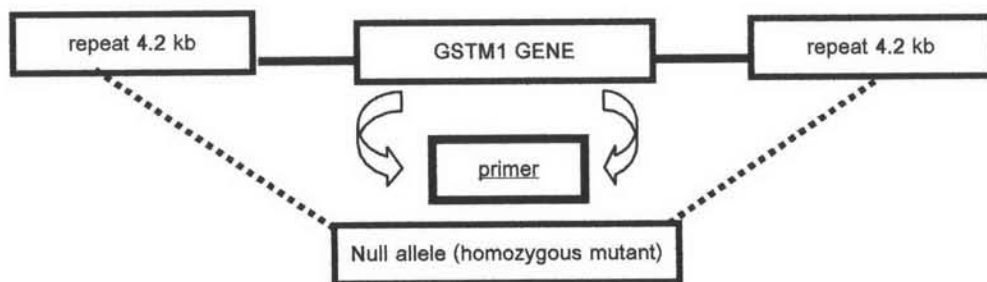 repeat 4.2 kb
GSTM1 GENE
repeat 4.2 kb
primer
Null allele (homozygous mutant)